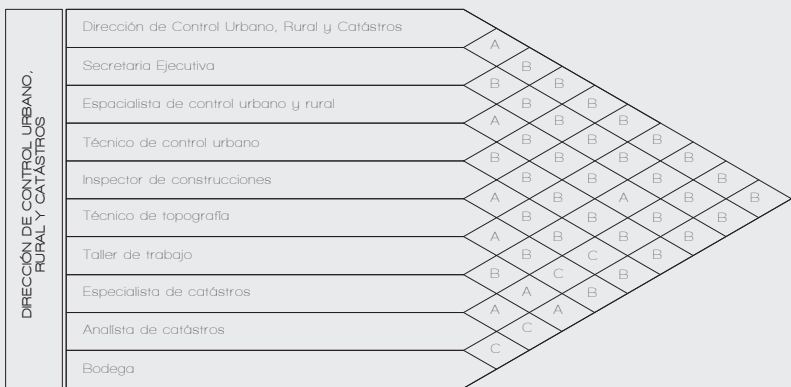 DIRECCIÓN DE CONTROL URBANO,
RURAL Y CATÁSTROS
Dirección de Control Urbano, Rural y Catástros
Secretaria Ejecutiva
Espacialista de control urbano y rural
Técnico de control urbano
Inspector de construcciones
Técnico de topografía
Taller de trabajo
Especialista de catástros
Analista de catástros
Bodega
A
B
B B
B B
A B B
B B B
B B B B
B B B B
A B A B B
B B B B
A B B B
B C B
B C B
A B
A A
C
C